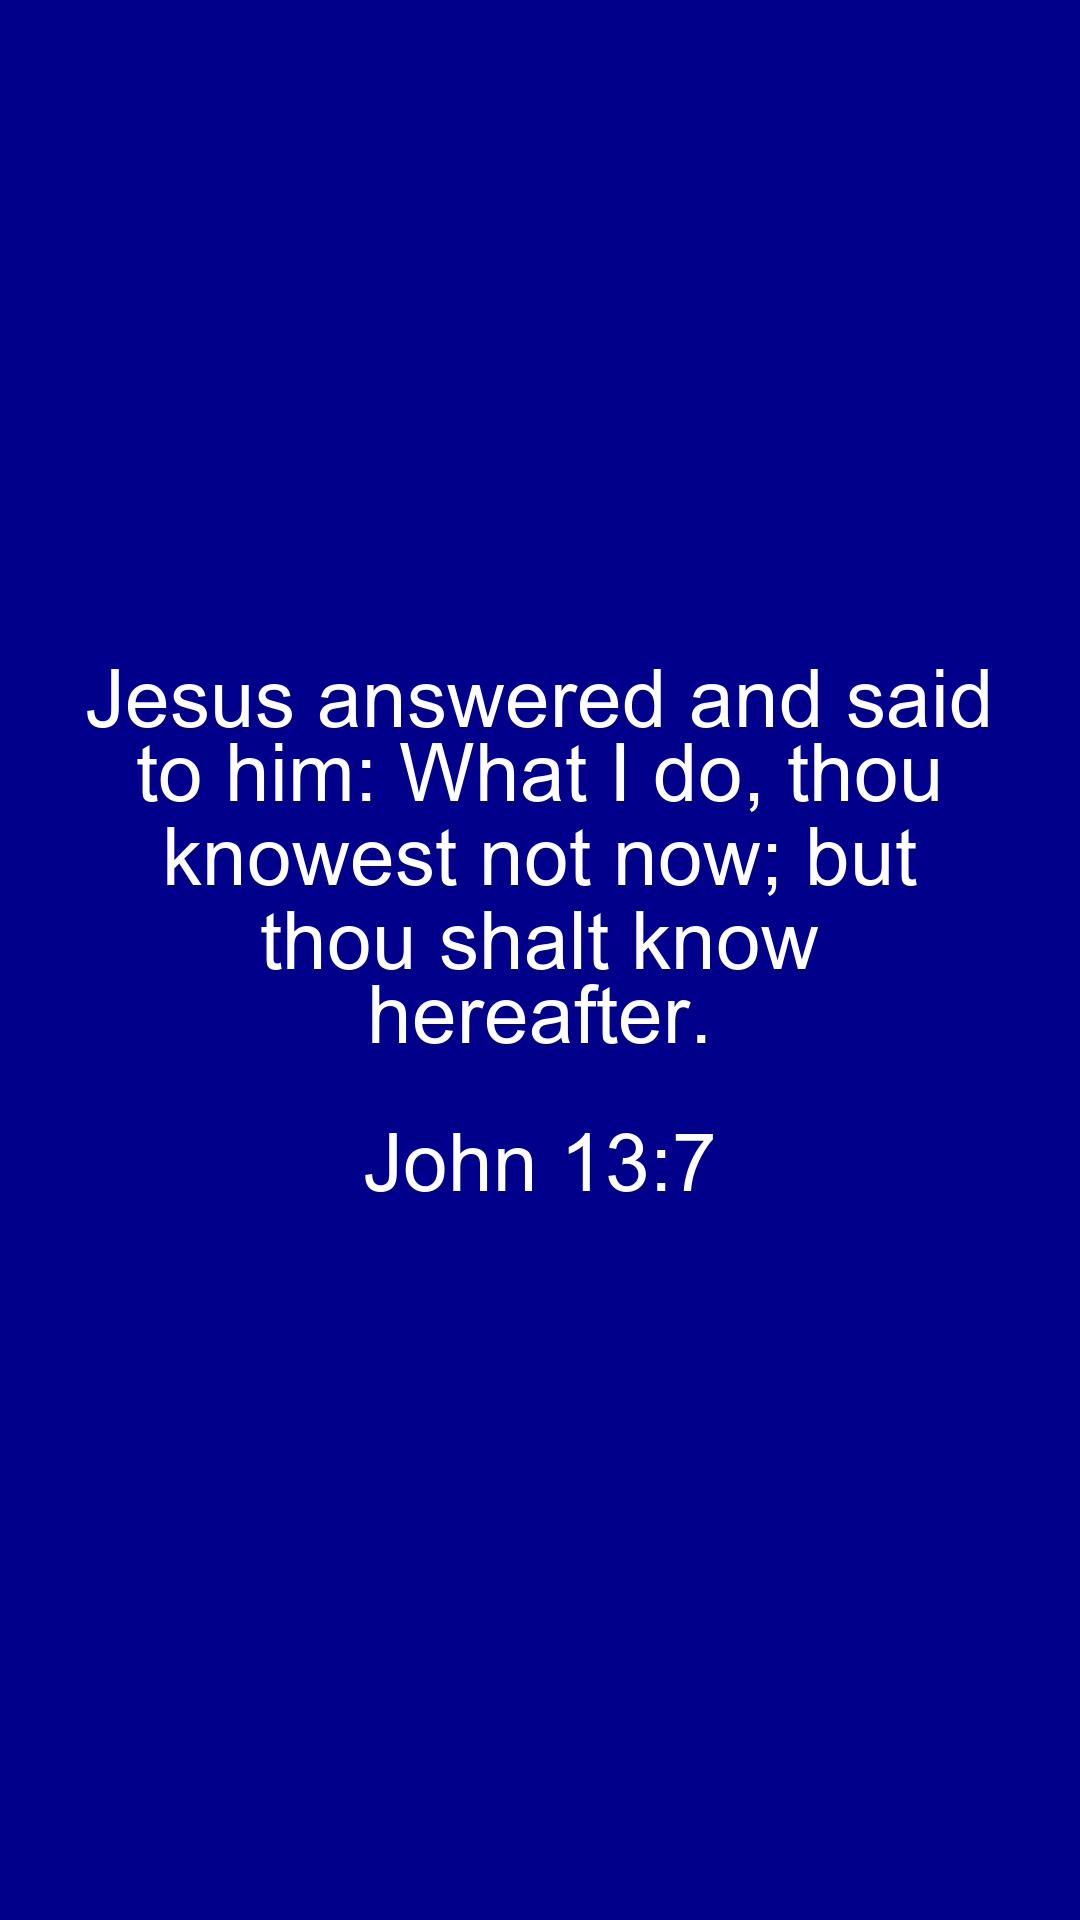 Jesus answered and said
to him: What I do, thou
knowest not now; but
thou shalt know
hereafter.
John 13:7